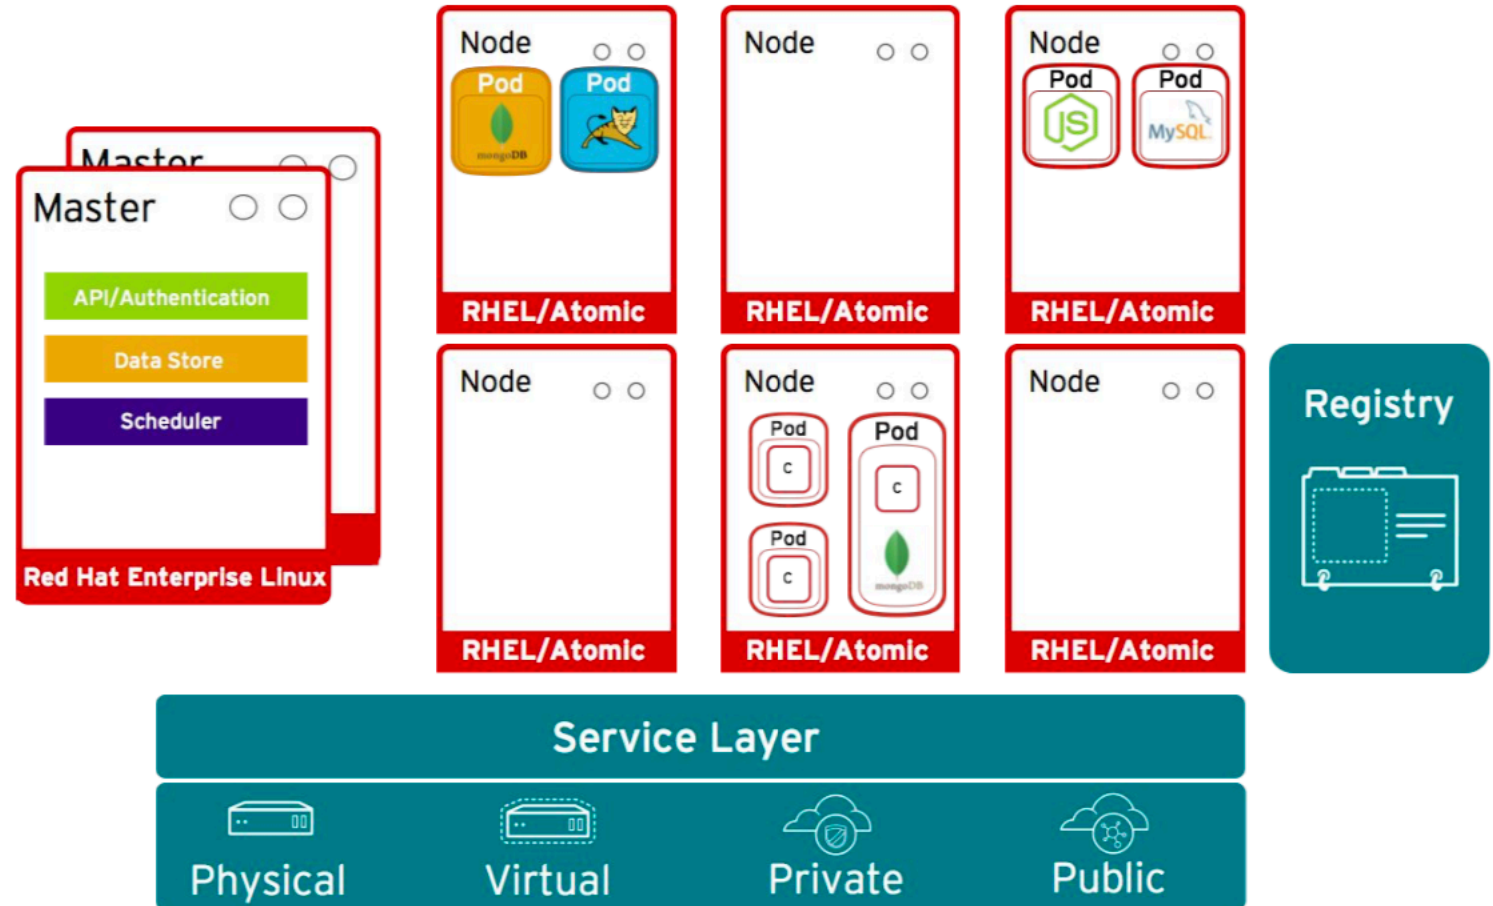 Master
Master
API/Authentication
Data Store
Scheduler
Red Hat Enterprise Linux
Node
Pod
mongoDB
Pod
RHEL/Atomic
Node
RHEL/Atomic
Node
Pod
JS
Pod
MySQL
RHEL/Atomic
Node
RHEL/Atomic
Node
Pod
C
Pod
C
Pod
C
mongoDB
RHEL/Atomic
Node
RHEL/Atomic
Registry
Service Layer
Physical
Virtual
Private
Public